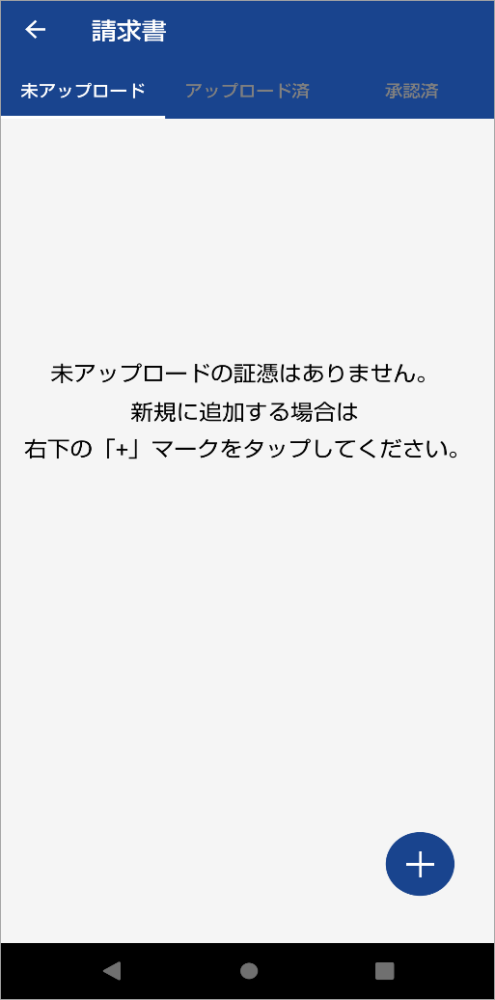 請求書
未アップロード
アップロード済
承認済
未アップロードの証憑はありません。
新規に追加する場合は
右下の「+」マークをタップしてください。